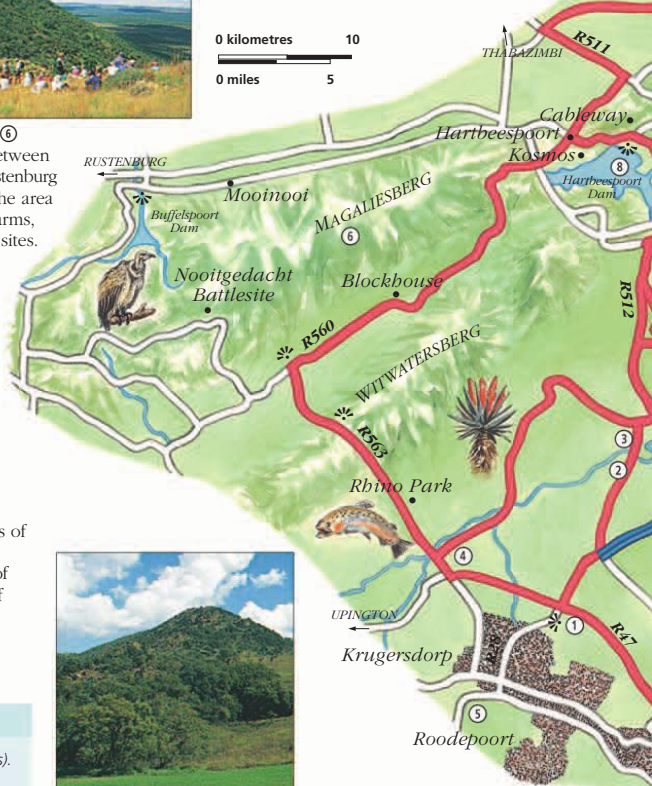 0 kilometres 10
0 miles 5
THABAZIMBI
R511
Cableway
Hartbeespoort
Kosmos
8
Hartbeespoort
Dam
6
etween
stenburg
he area
arms,
sites.
RUSTENBURG
Mooinooi
Buffelspoort
Dam
MAGALIESBERG
6
Nooitgedacht
Battlesite
Blockhouse
R512
R560
WITWATERSBERG
R563
3
2
Rhino Park
s of
of
f
4
UPINGTON
1
R47
Krugersdorp
5
Roodepoort
s).